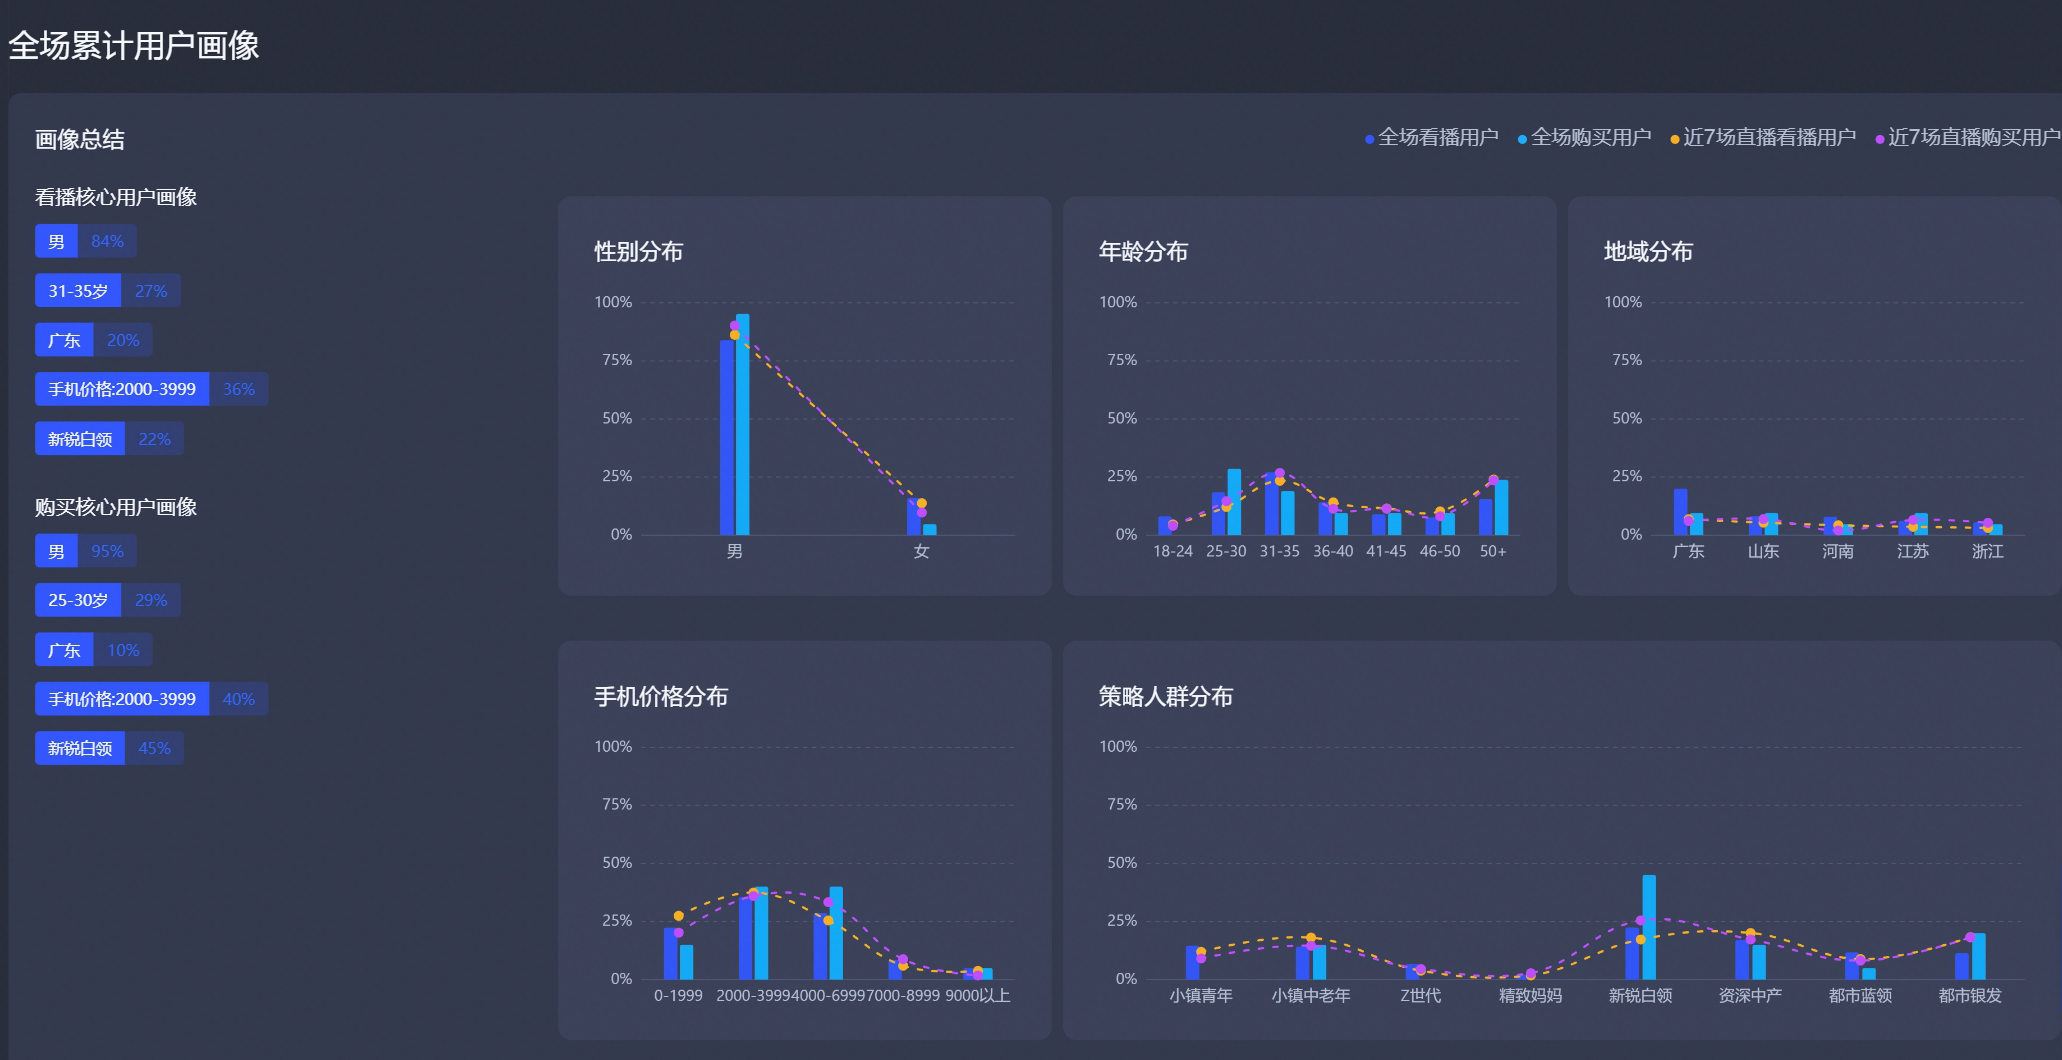 全场累计用户画像
画像总结
全场看播用户 全场购买用户 近7场直播看播用户 近7场直播购买用户
看播核心用户画像
男 84%
31-35岁 27%
广东 20%
手机价格:2000-3999 36%
新锐白领 22%
购买核心用户画像
男 95%
25-30岁 29%
广东 10%
手机价格:2000-3999 40%
新锐白领 45%
性别分布
100%
75%
50%
25%
0%
男 女
年龄分布
100%
75%
50%
25%
0%
18-24 25-30 31-35 36-40 41-45 46-50 50+
地域分布
100%
75%
50%
25%
0%
广东 山东 河南 江苏 浙江
手机价格分布
100%
75%
50%
25%
0%
0-1999 2000-3999 4000-6999 7000-8999 9000以上
策略人群分布
100%
75%
50%
25%
0%
小镇青年 小镇中老年 Z世代 精致妈妈 新锐白领 资深中产 都市蓝领 都市银发